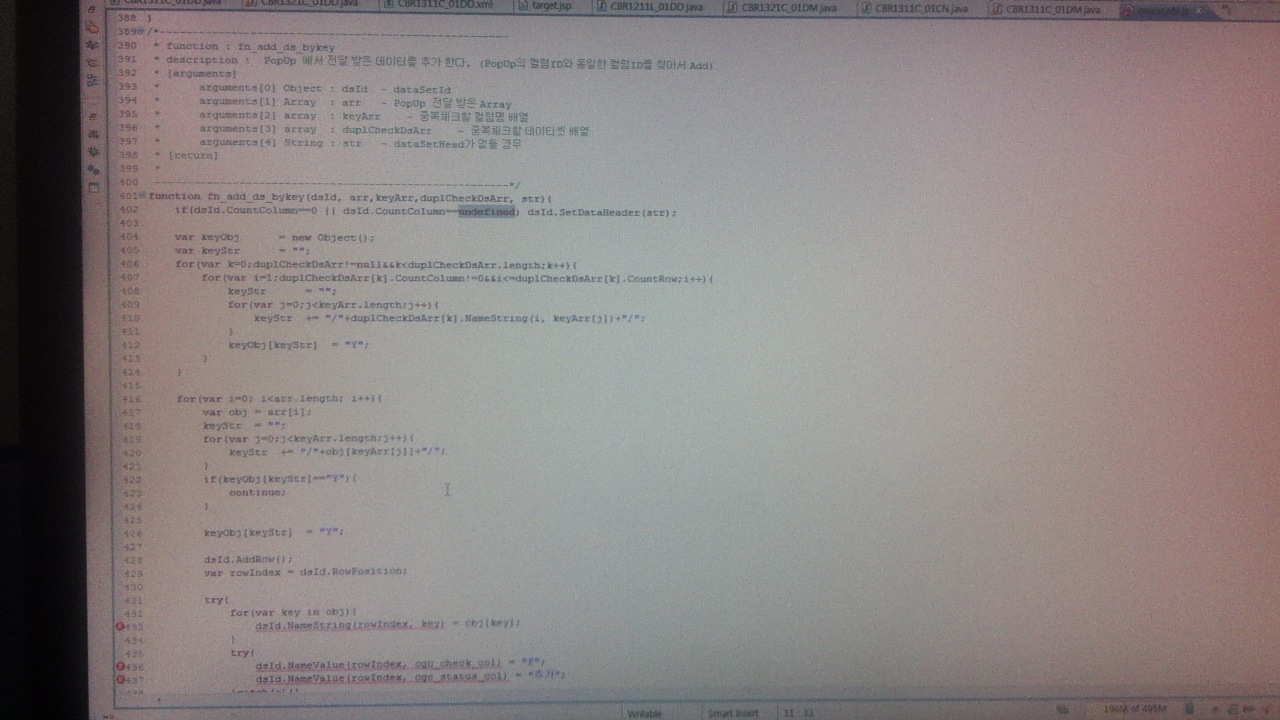 CBR1321C_01DD.java CBR1311C_01DD.xml target.jsp CBR1211L_01DD.java CBR1321C_01DM.java CBR1311C_01CN.java CBR1311C_01DM.java
388 }
389 /*------------------------------------------------------
390 * function : fn_add_ds_bykey
391 * description : PopUp 에서 전달 받은 데이터를 추가 한다. (PopUp의 컬럼ID와 동일한 컬럼ID를 찾아서 Add)
392 * [arguments]
393 * arguments[0] Object : dsId - dataSetId
394 * arguments[1] Array : arr - PopUp 전달 받은 Array
395 * arguments[2] array : keyArr - 중복체크할 컬럼명 배열
396 * arguments[3] array : duplCheckDsArr - 중복체크할 데이터셋 배열
397 * arguments[4] String : str - dataSetHead가 없을 경우
398 * [return]
399 *
400 ------------------------------------------------------*/
401 function fn_add_ds_bykey(dsId, arr,keyArr,duplCheckDsArr, str){
402 if(dsId.CountColumn==0 || dsId.CountColumn==undefined) dsId.SetDataHeader(str);
403
404 var keyObj = new Object();
405 var keyStr = "";
406 for(var k=0;duplCheckDsArr!=null&&k<duplCheckDsArr.length;k++){
407 for(var i=1;duplCheckDsArr[k].CountColumn!=0&&i<=duplCheckDsArr[k].CountRow;i++){
408 keyStr = "";
409 for(var j=0;j<keyArr.length;j++){
410 keyStr += "/"+duplCheckDsArr[k].NameString(i, keyArr[j])+"/";
411 }
412 keyObj[keyStr] = "Y";
413 }
414 }
415
416 for(var i=0; i<arr.length; i++){
417 var obj = arr[i];
418 keyStr = "";
419 for(var j=0;j<keyArr.length;j++){
420 keyStr += "/"+obj[keyArr[j]]+"/";
421 }
422 if(keyObj[keyStr]=="Y"){
423 continue;
424 }
425
426 keyObj[keyStr] = "Y";
427
428 dsId.AddRow();
429 var rowIndex = dsId.RowPosition;
430
431 try{
432 for(var key in obj){
433 dsId.NameString(rowIndex, key) = obj[key];
434 }
435 try{
436 dsId.NameValue(rowIndex, cgc_check_col) = "F";
437 dsId.NameValue(rowIndex, cgc_status_col) = "추가";
Writable Smart Insert 11 : 33 196M of 495M